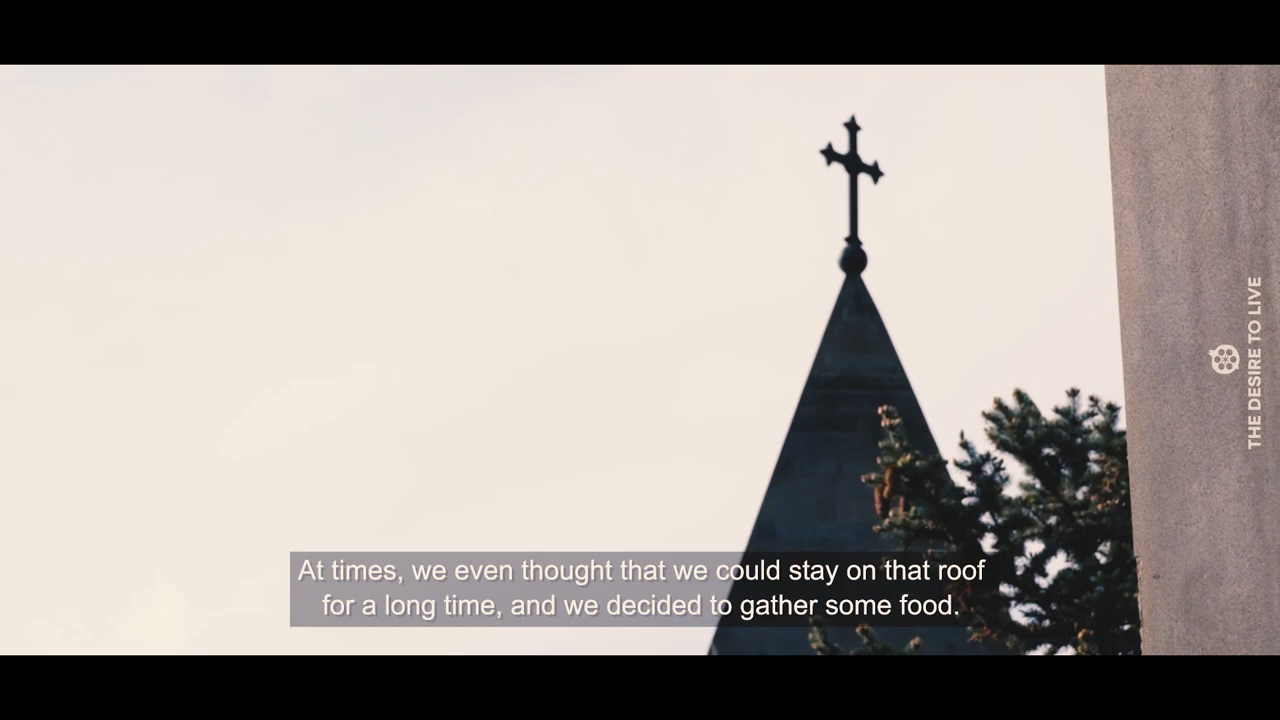 At times, we even thought that we could stay on that roof
for a long time, and we decided to gather some food.
THE DESIRE TO LIVE